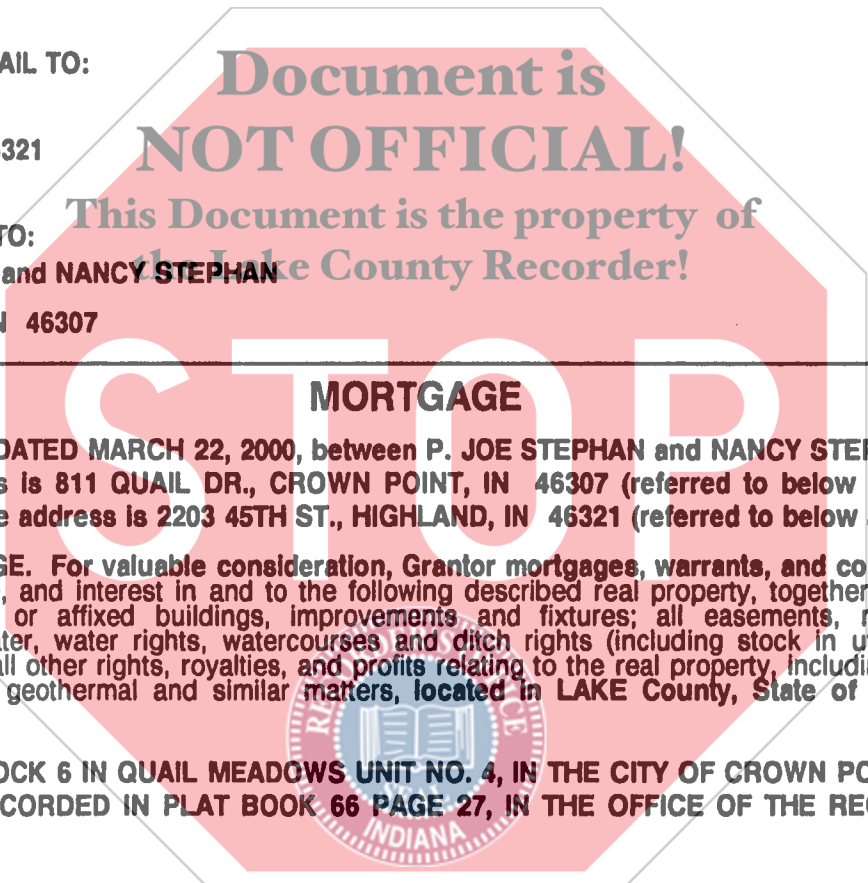 AIL TO:
Document is
NOT OFFICIAL!
321
This Document is the property of
TO:
the Lake County Recorder!
and NANCY STEPHAN
46307
STOP
MORTGAGE
DATED MARCH 22, 2000, between P. JOE STEPHAN and NANCY STE
s is 811 QUAIL DR., CROWN POINT, IN 46307 (referred to below
e address is 2203 45TH ST., HIGHLAND, IN 46321 (referred to below
GE. For valuable consideration, Grantor mortgages, warrants, and co
, and interest in and to the following described real property, together
or affixed buildings, improvements and fixtures; all easements, r
ter, water rights, watercourses and ditch rights (including stock in u
all other rights, royalties, and profits relating to the real property, includi
geothermal and similar matters, located in LAKE County, State of
RECORDER'S OFFICE
OCK 6 IN QUAIL MEADOWS UNIT NO. 4, IN THE CITY OF CROWN PO
SEAL
CORDED IN PLAT BOOK 66 PAGE 27, IN THE OFFICE OF THE RE
INDIANA